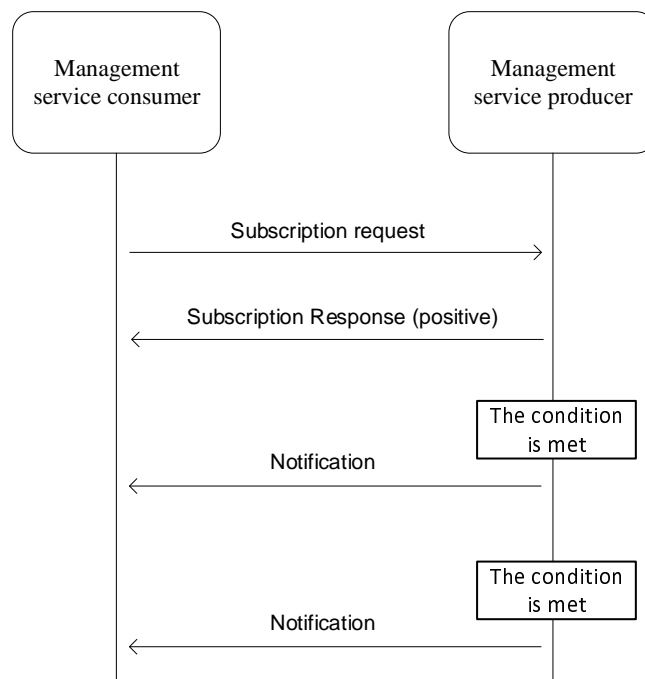 Management
service consumer
Management
service producer
Subscription request
Subscription Response (positive)
The condition
is met
Notification
The condition
is met
Notification